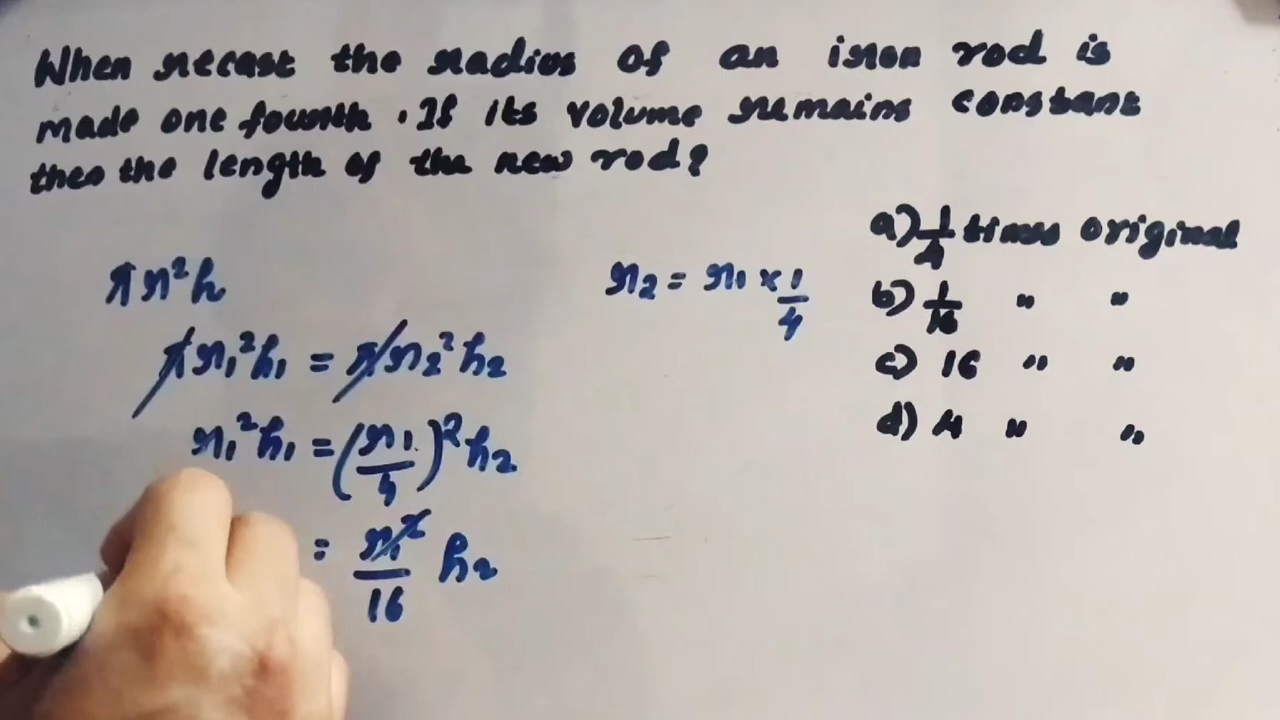 When recast the radius of an iron rod is
made one fourth. If its volume remains constant
then the length of the new rod?
a) 1/4 times original
b) 1/16 " "
c) 16 " "
d) 4 " "
πr²h
r₂ = r₁ × 1/4
πr₁²h₁ = πr₂²h₂
r₁²h₁ = (r₁/4)²h₂
= r₁²/16 h₂